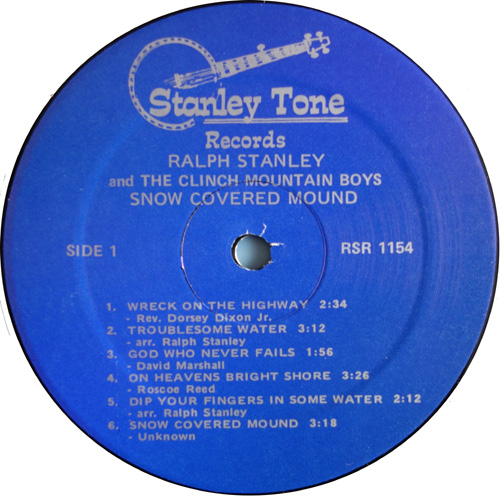 Stanley Tone
Records
RALPH STANLEY
and THE CLINCH MOUNTAIN BOYS
SNOW COVERED MOUND
SIDE 1
RSR 1154
1. WRECK ON THE HIGHWAY 2:34
- Rev. Dorsey Dixon Jr.
2. TROUBLESOME WATER 3:12
- arr. Ralph Stanley
3. GOD WHO NEVER FAILS 1:56
- David Marshall
4. ON HEAVENS BRIGHT SHORE 3:26
- Roscoe Reed
5. DIP YOUR FINGERS IN SOME WATER 2:12
- arr. Ralph Stanley
6. SNOW COVERED MOUND 3:18
- Unknown